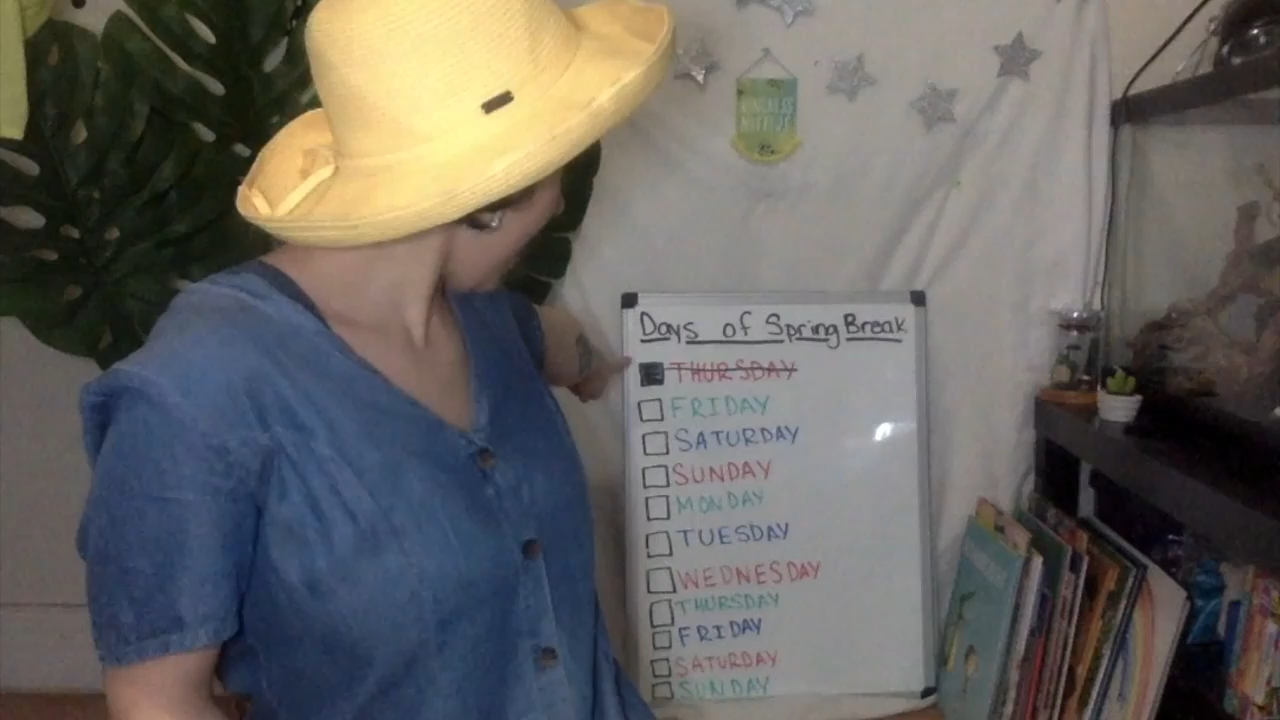 Days of Spring Break
THURSDAY
FRIDAY
SATURDAY
SUNDAY
MONDAY
TUESDAY
WEDNESDAY
THURSDAY
FRIDAY
SATURDAY
SUNDAY